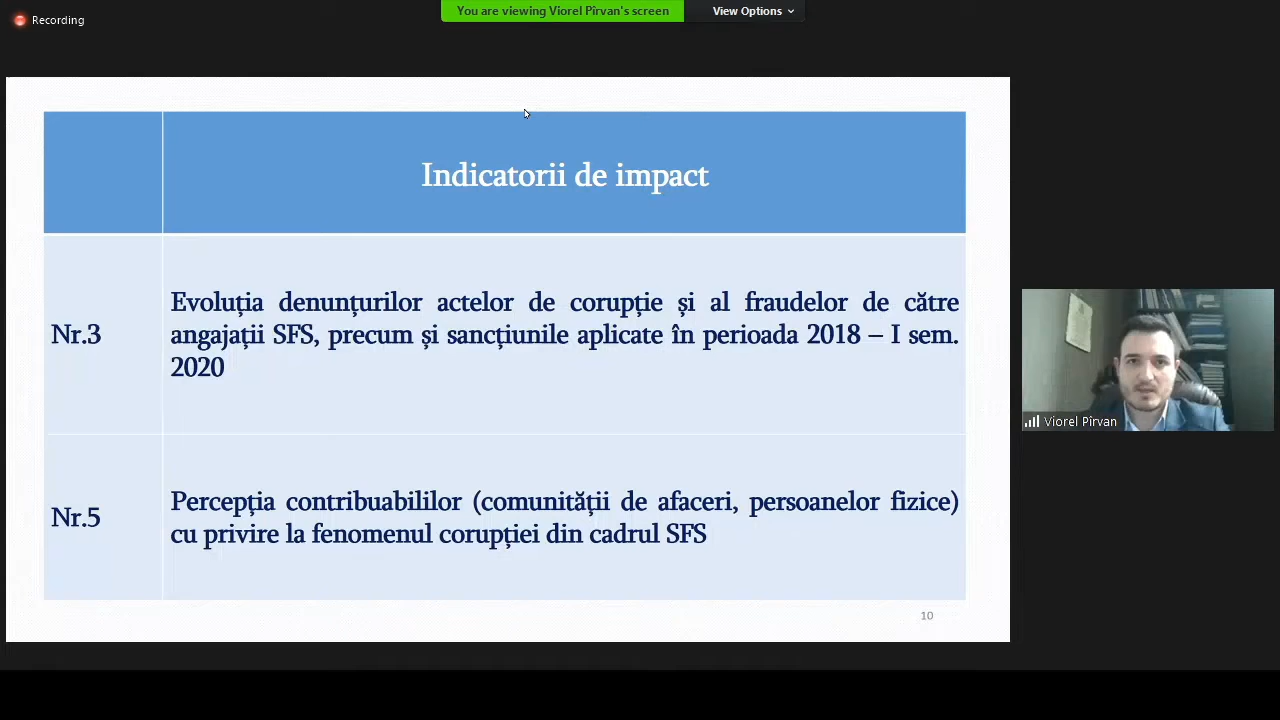 Recording
You are viewing Viorel Pîrvan's screen
View Options
Indicatorii de impact
Nr.3
Evoluția denunțurilor actelor de corupție și al fraudelor de către
angajații SFS, precum și sancțiunile aplicate în perioada 2018 – I sem.
2020
Nr.5
Percepția contribuabililor (comunității de afaceri, persoanelor fizice)
cu privire la fenomenul corupției din cadrul SFS
10
Viorel Pîrvan